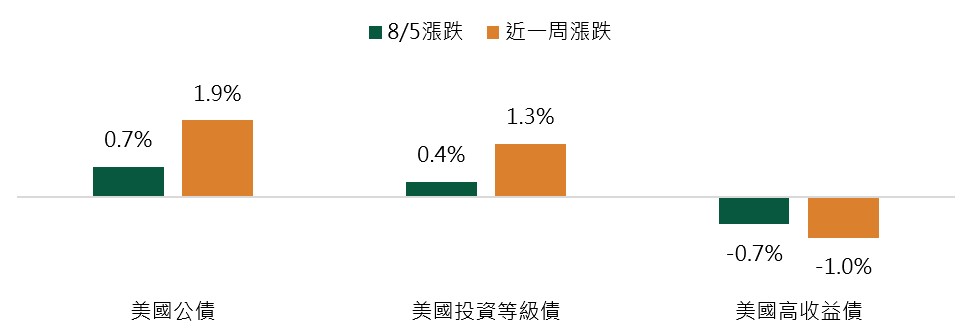 8/5漲跌 近一周漲跌
0.7% 1.9%
0.4% 1.3%
-0.7% -1.0%
美國公債 美國投資等級債 美國高收益債